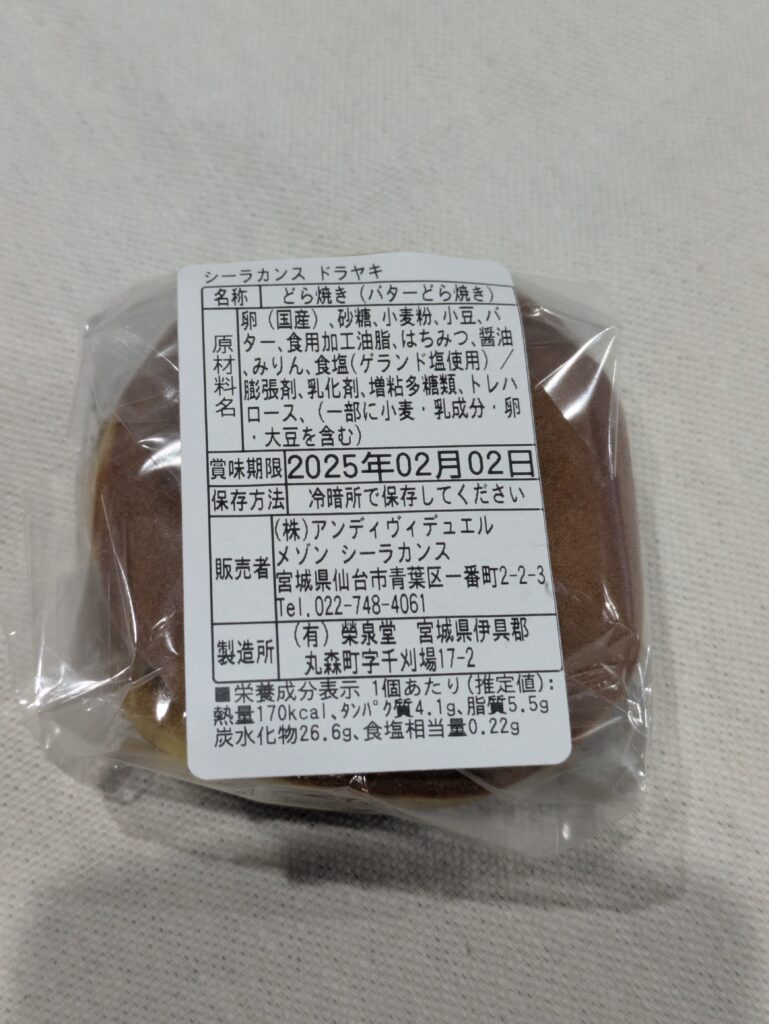 シーラカンス ドラヤキ
名称 どら焼き (バターどら焼き)
原材料名
卵(国産)、砂糖、小麦粉、小豆、バ
ター、食用加工油脂、はちみつ、醤油
、みりん、食塩(ゲランド塩使用)/
膨張剤、乳化剤、増粘多糖類、トレハ
ロース、(一部に小麦・乳成分・卵
・大豆を含む)
賞味期限 2025年02月02日
保存方法 冷暗所で保存してください
販売者
(株)アンディヴィデュエル
メゾン シーラカンス
宮城県仙台市青葉区一番町2-2-3
Tel.022-748-4061
製造所
(有) 榮泉堂 宮城県伊具郡
丸森町字千刈場17-2
■栄養成分表示 1個あたり(推定値):
熱量170kcal、タンパク質4.1g、脂質5.5g
炭水化物26.6g、食塩相当量0.22g